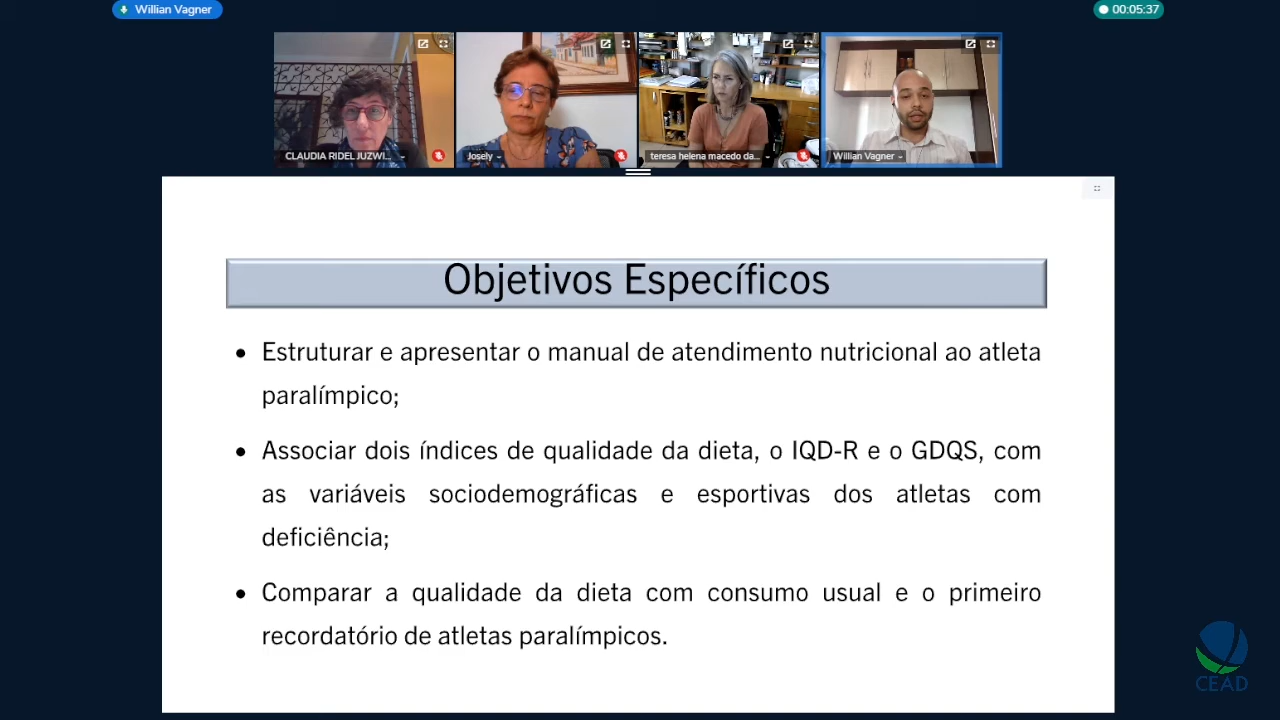 Willian Vagner
00:05:37
CLAUDIA RIDEL JUZWI...
Josely
teresa helena macedo da...
Willian Vagner
Objetivos Específicos
• Estruturar e apresentar o manual de atendimento nutricional ao atleta
paralímpico;
• Associar dois índices de qualidade da dieta, o IQD-R e o GDQS, com
as variáveis sociodemográficas e esportivas dos atletas com
deficiência;
• Comparar a qualidade da dieta com consumo usual e o primeiro
recordatório de atletas paralímpicos.
CEAD